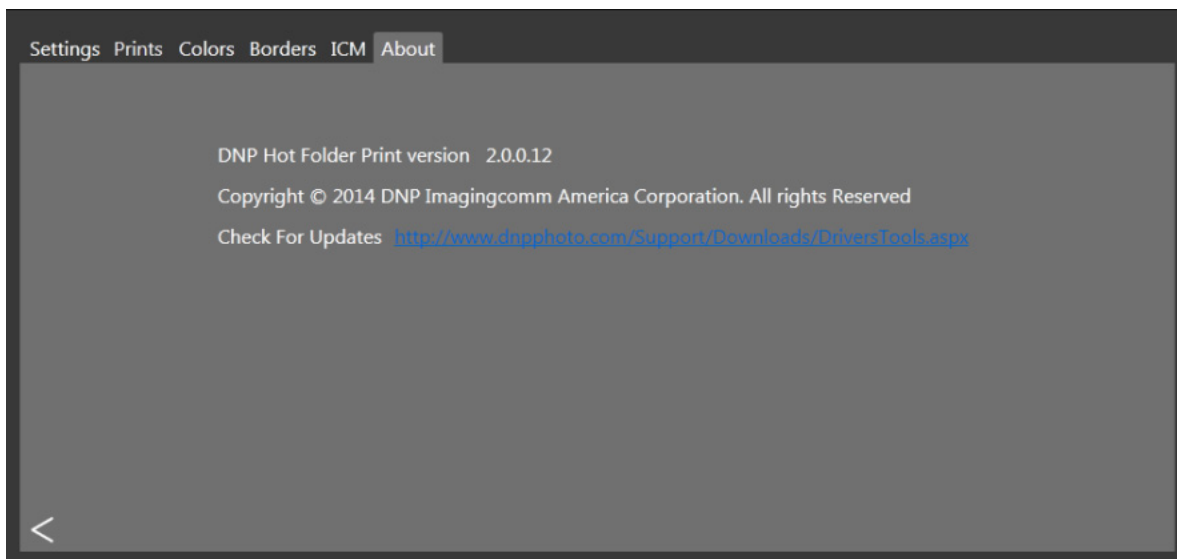 Settings Prints Colors Borders ICM About
DNP Hot Folder Print version 2.0.0.12
Copyright © 2014 DNP Imagingcomm America Corporation. All rights Reserved
Check For Updates http://www.dnpphoto.com/Support/Downloads/DriversTools.aspx
<